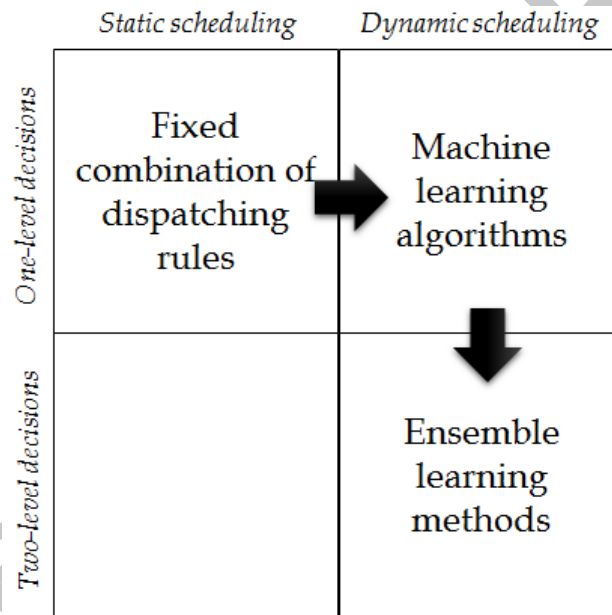 Static scheduling
Dynamic scheduling
One-level decisions
Fixed
combination of
dispatching
rules
Machine
learning
algorithms
Two-level decisions
Ensemble
learning
methods